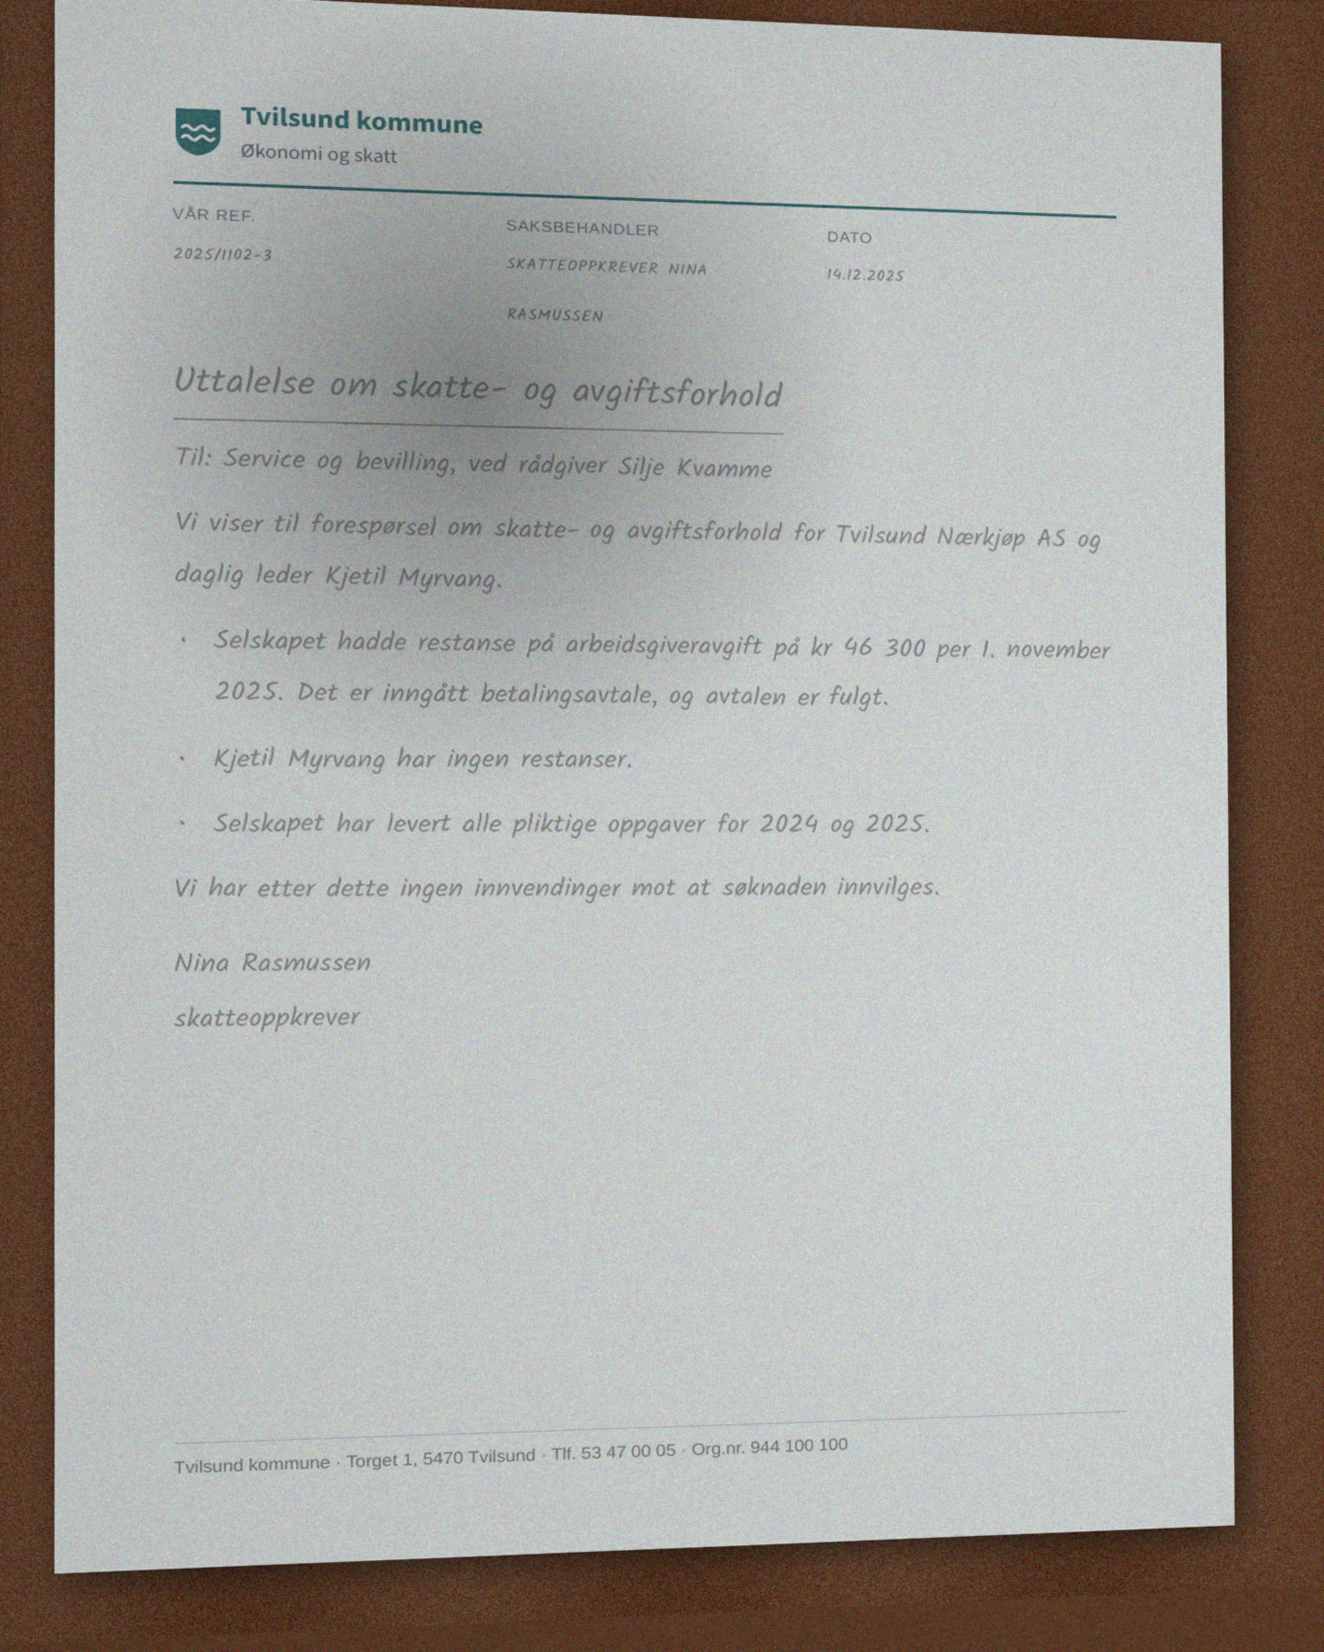 Tvilsund kommune
Økonomi og skatt
VÅR REF.
SAKSBEHANDLER
DATO
2025/1102-3
SKATTEOPPKREVER NINA
RASMUSSEN
14.12.2025
Uttalelse om skatte- og avgiftsforhold
Til: Service og bevilling, ved rådgiver Silje Kvamme
Vi viser til forespørsel om skatte- og avgiftsforhold for Tvilsund Nærkjøp AS og
daglig leder Kjetil Myrvang.
· Selskapet hadde restanse på arbeidsgiveravgift på kr 46 300 per 1. november
2025. Det er inngått betalingsavtale, og avtalen er fulgt.
· Kjetil Myrvang har ingen restanser.
· Selskapet har levert alle pliktige oppgaver for 2024 og 2025.
Vi har etter dette ingen innvendinger mot at søknaden innvilges.
Nina Rasmussen
skatteoppkrever
Tvilsund kommune · Torget 1, 5470 Tvilsund · Tlf. 53 47 00 05 · Org.nr. 944 100 100